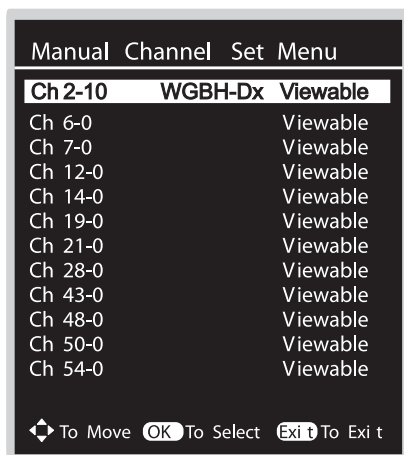 Manual Channel Set Menu
Ch 2-10 WGBH-Dx Viewable
Ch 6-0 Viewable
Ch 7-0 Viewable
Ch 12-0 Viewable
Ch 14-0 Viewable
Ch 19-0 Viewable
Ch 21-0 Viewable
Ch 28-0 Viewable
Ch 43-0 Viewable
Ch 48-0 Viewable
Ch 50-0 Viewable
Ch 54-0 Viewable
To Move OK To Select Exi t To Exi t